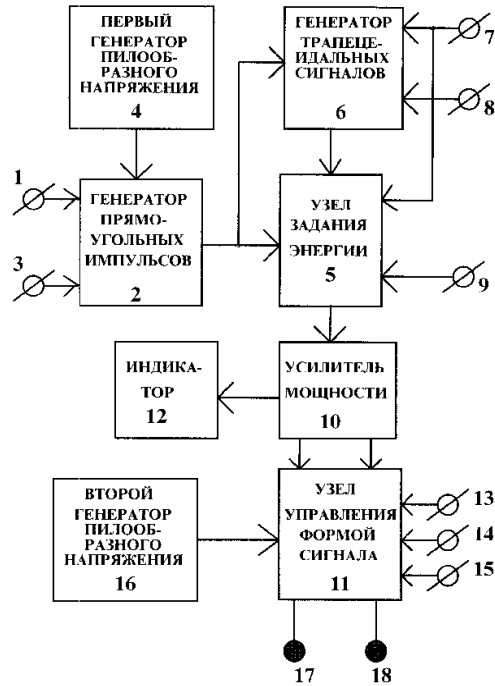 ПЕРВЫЙ
ГЕНЕРАТОР
ПИЛООБ-
РАЗНОГО
НАПРЯЖЕНИЯ
4
ГЕНЕРАТОР
ТРАПЕЦЕ-
ИДАЛЬНЫХ
СИГНАЛОВ
6
7
8
1
3
ГЕНЕРАТОР
ПРЯМО-
УГОЛЬНЫХ
ИМПУЛЬСОВ
2
УЗЕЛ
ЗАДАНИЯ
ЭНЕРГИИ
5
9
ИНДИКА-
ТОР
12
УСИЛИТЕЛЬ
МОЩНОСТИ
10
ВТОРОЙ
ГЕНЕРАТОР
ПИЛООБ-
РАЗНОГО
НАПРЯЖЕНИЯ
16
УЗЕЛ
УПРАВЛЕНИЯ
ФОРМОЙ
СИГНАЛА
11
13
14
15
17
18